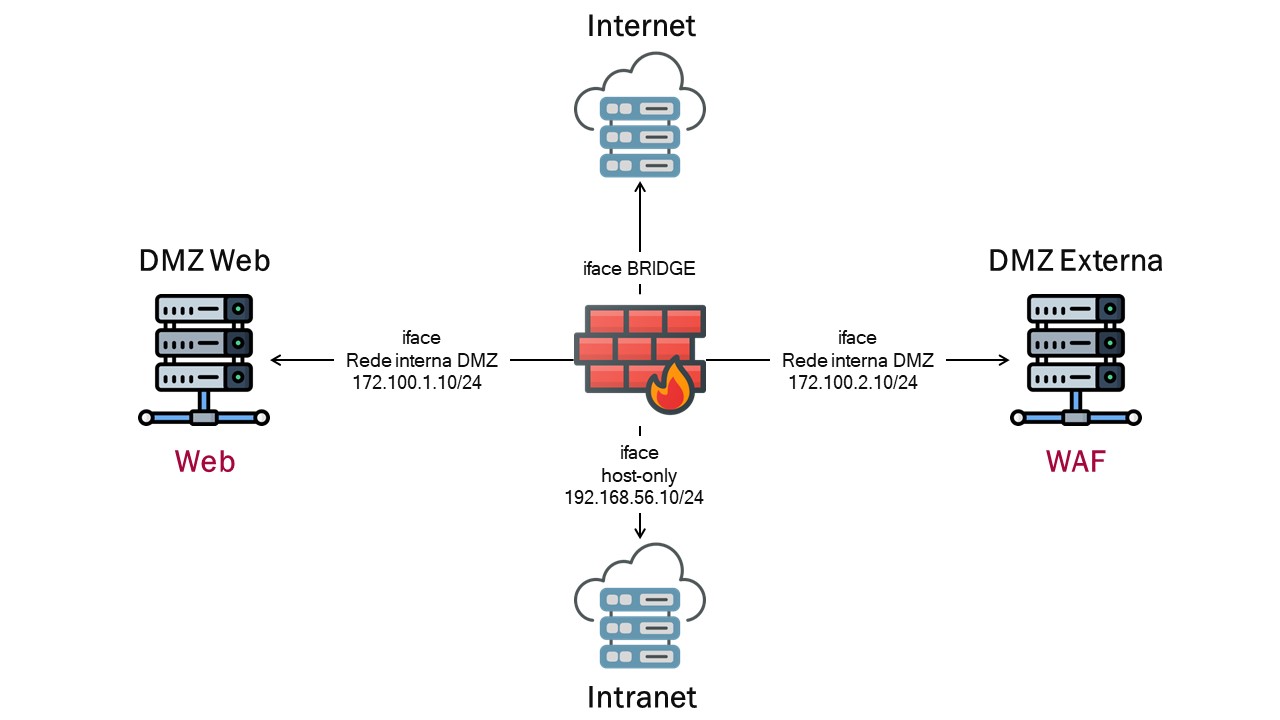 Internet
iface BRIDGE
DMZ Web
DMZ Externa
iface
Rede interna DMZ
172.100.1.10/24
iface
Rede interna DMZ
172.100.2.10/24
Web
WAF
iface
host-only
192.168.56.10/24
Intranet